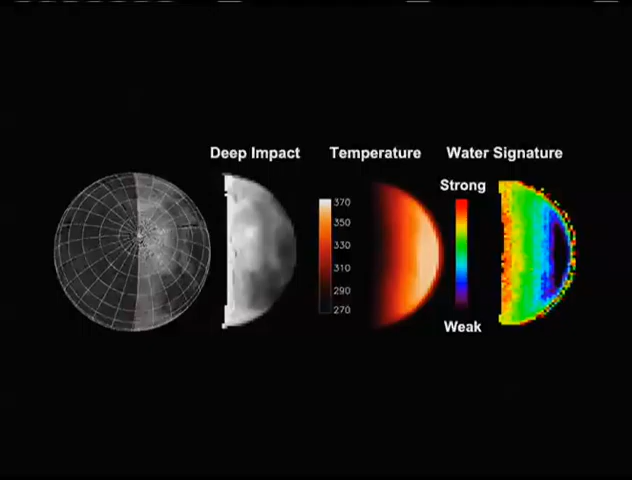 Deep Impact
Temperature
Water Signature
Strong
370
350
330
310
290
270
Weak